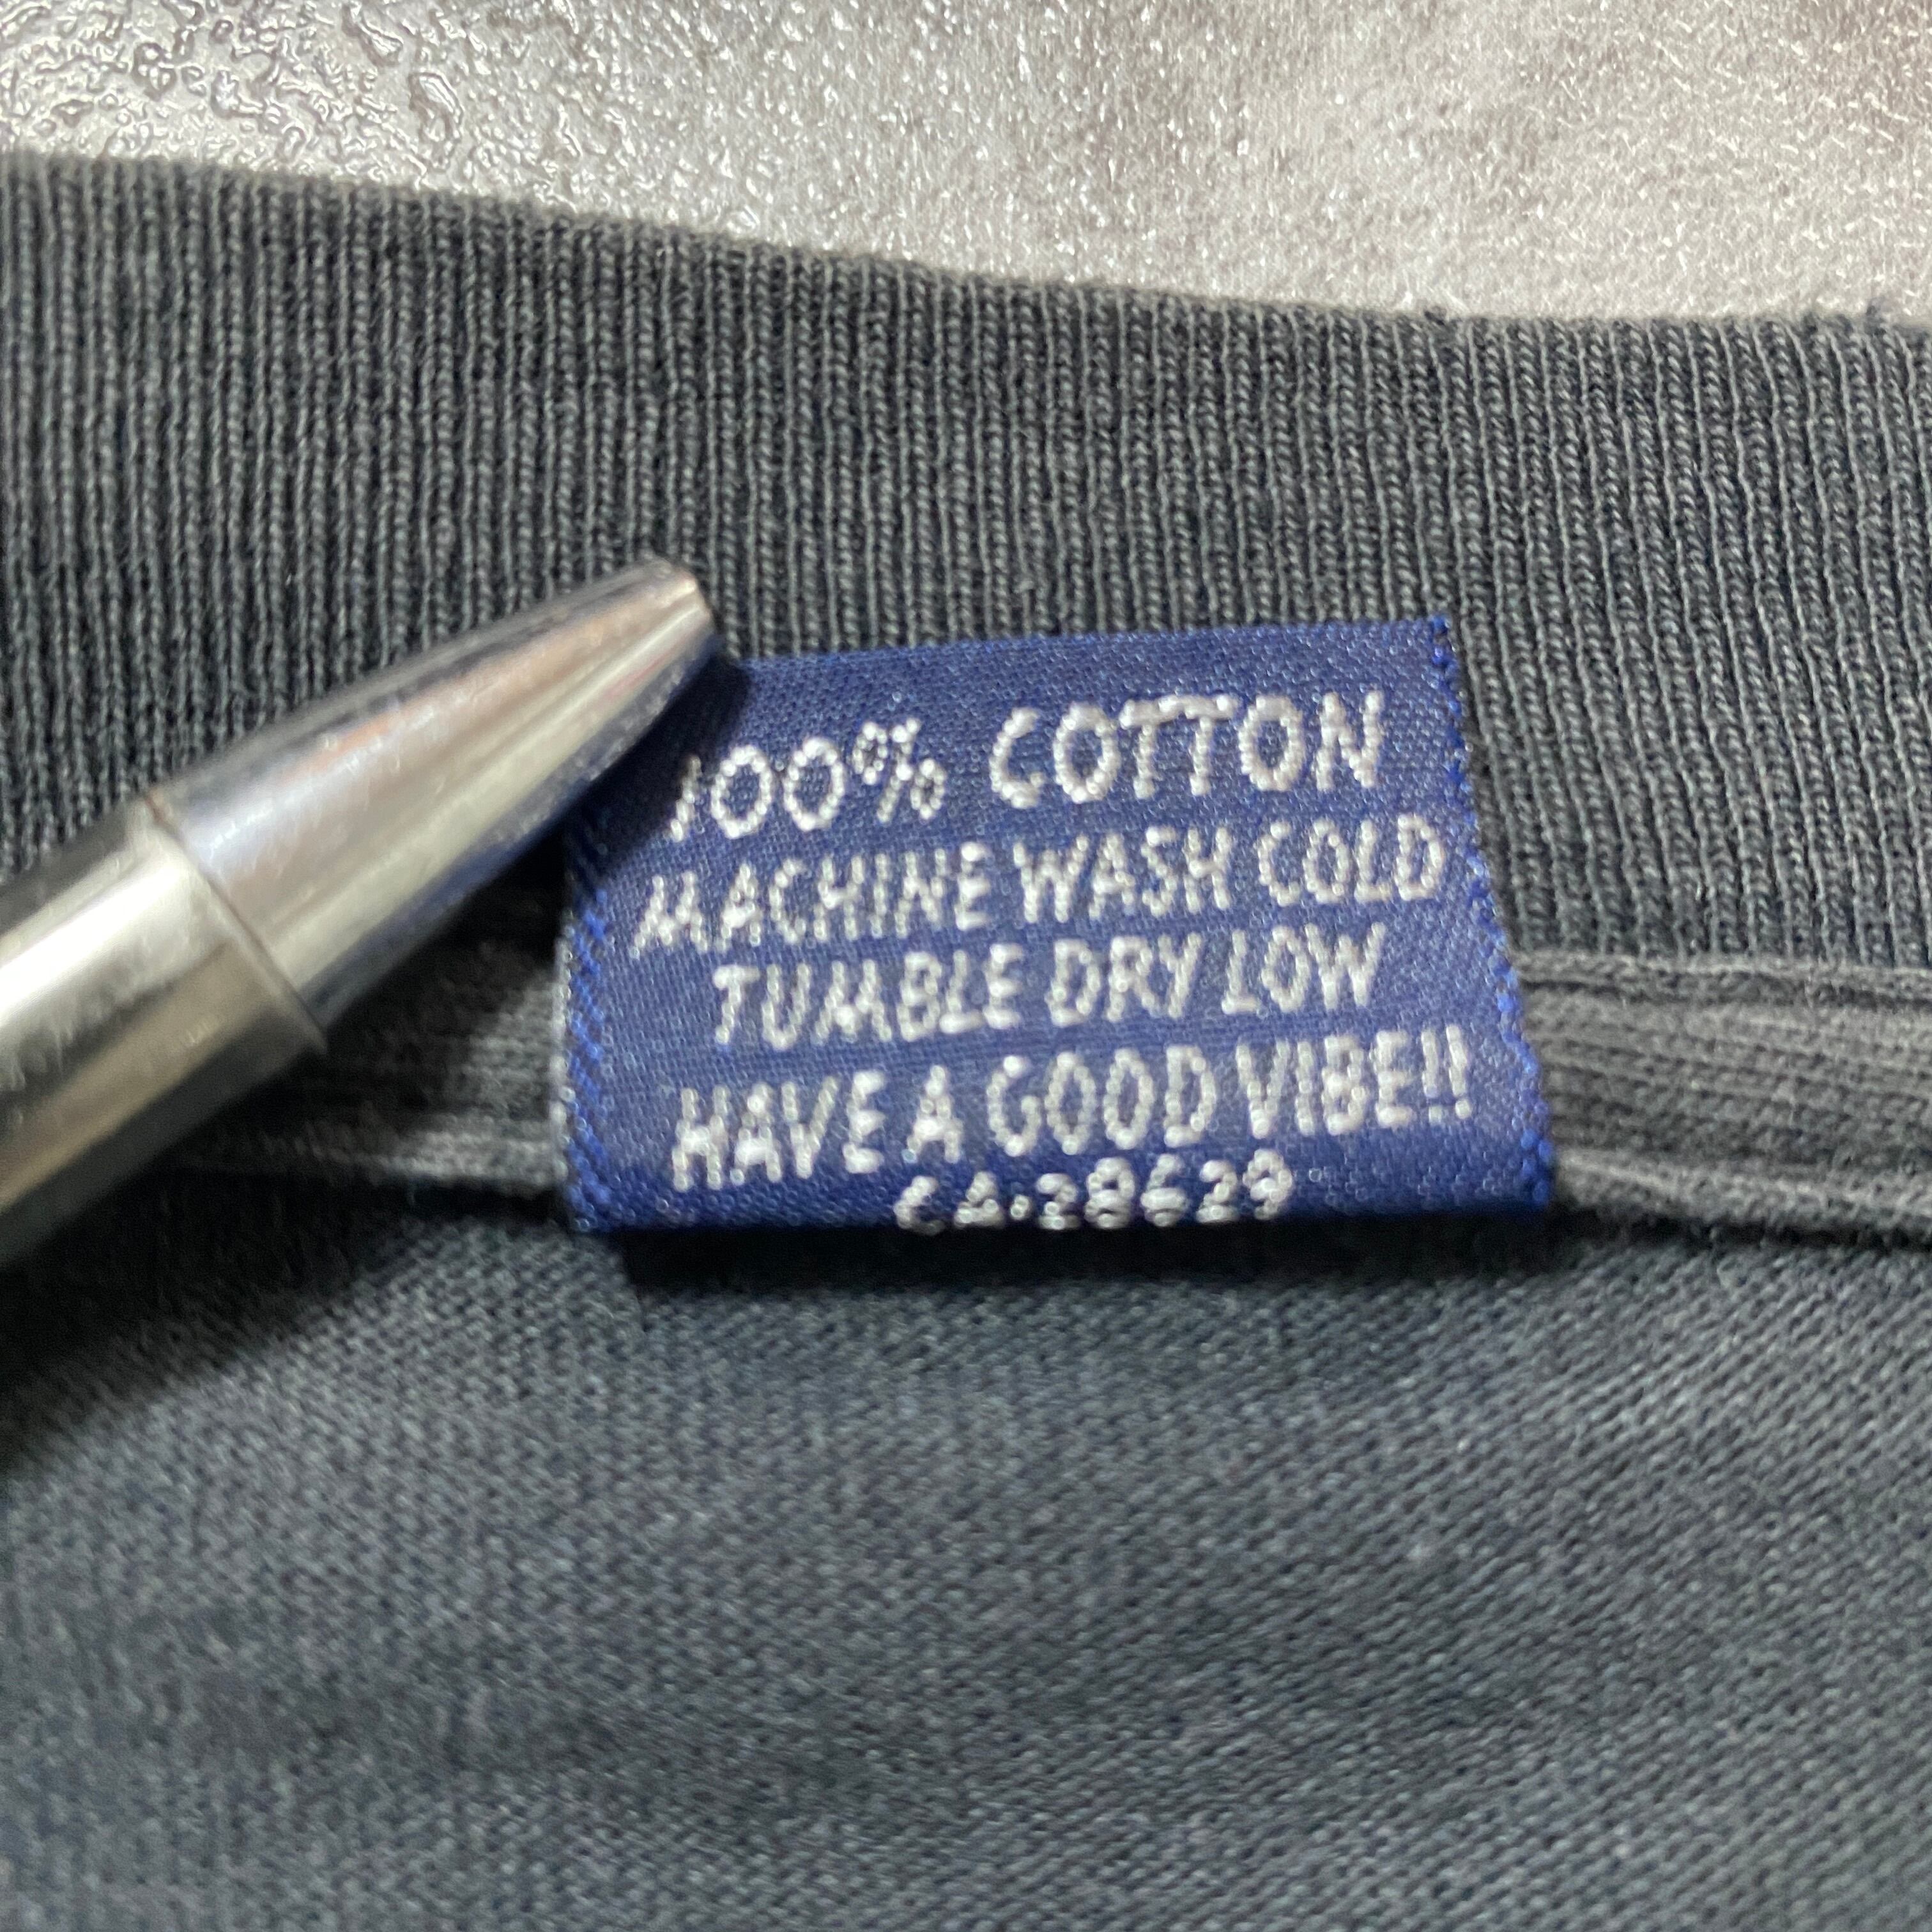 100% COTTON
MACHINE WASH COLD
TUMBLE DRY LOW
HAVE A GOOD VIBE!!
CA·28629